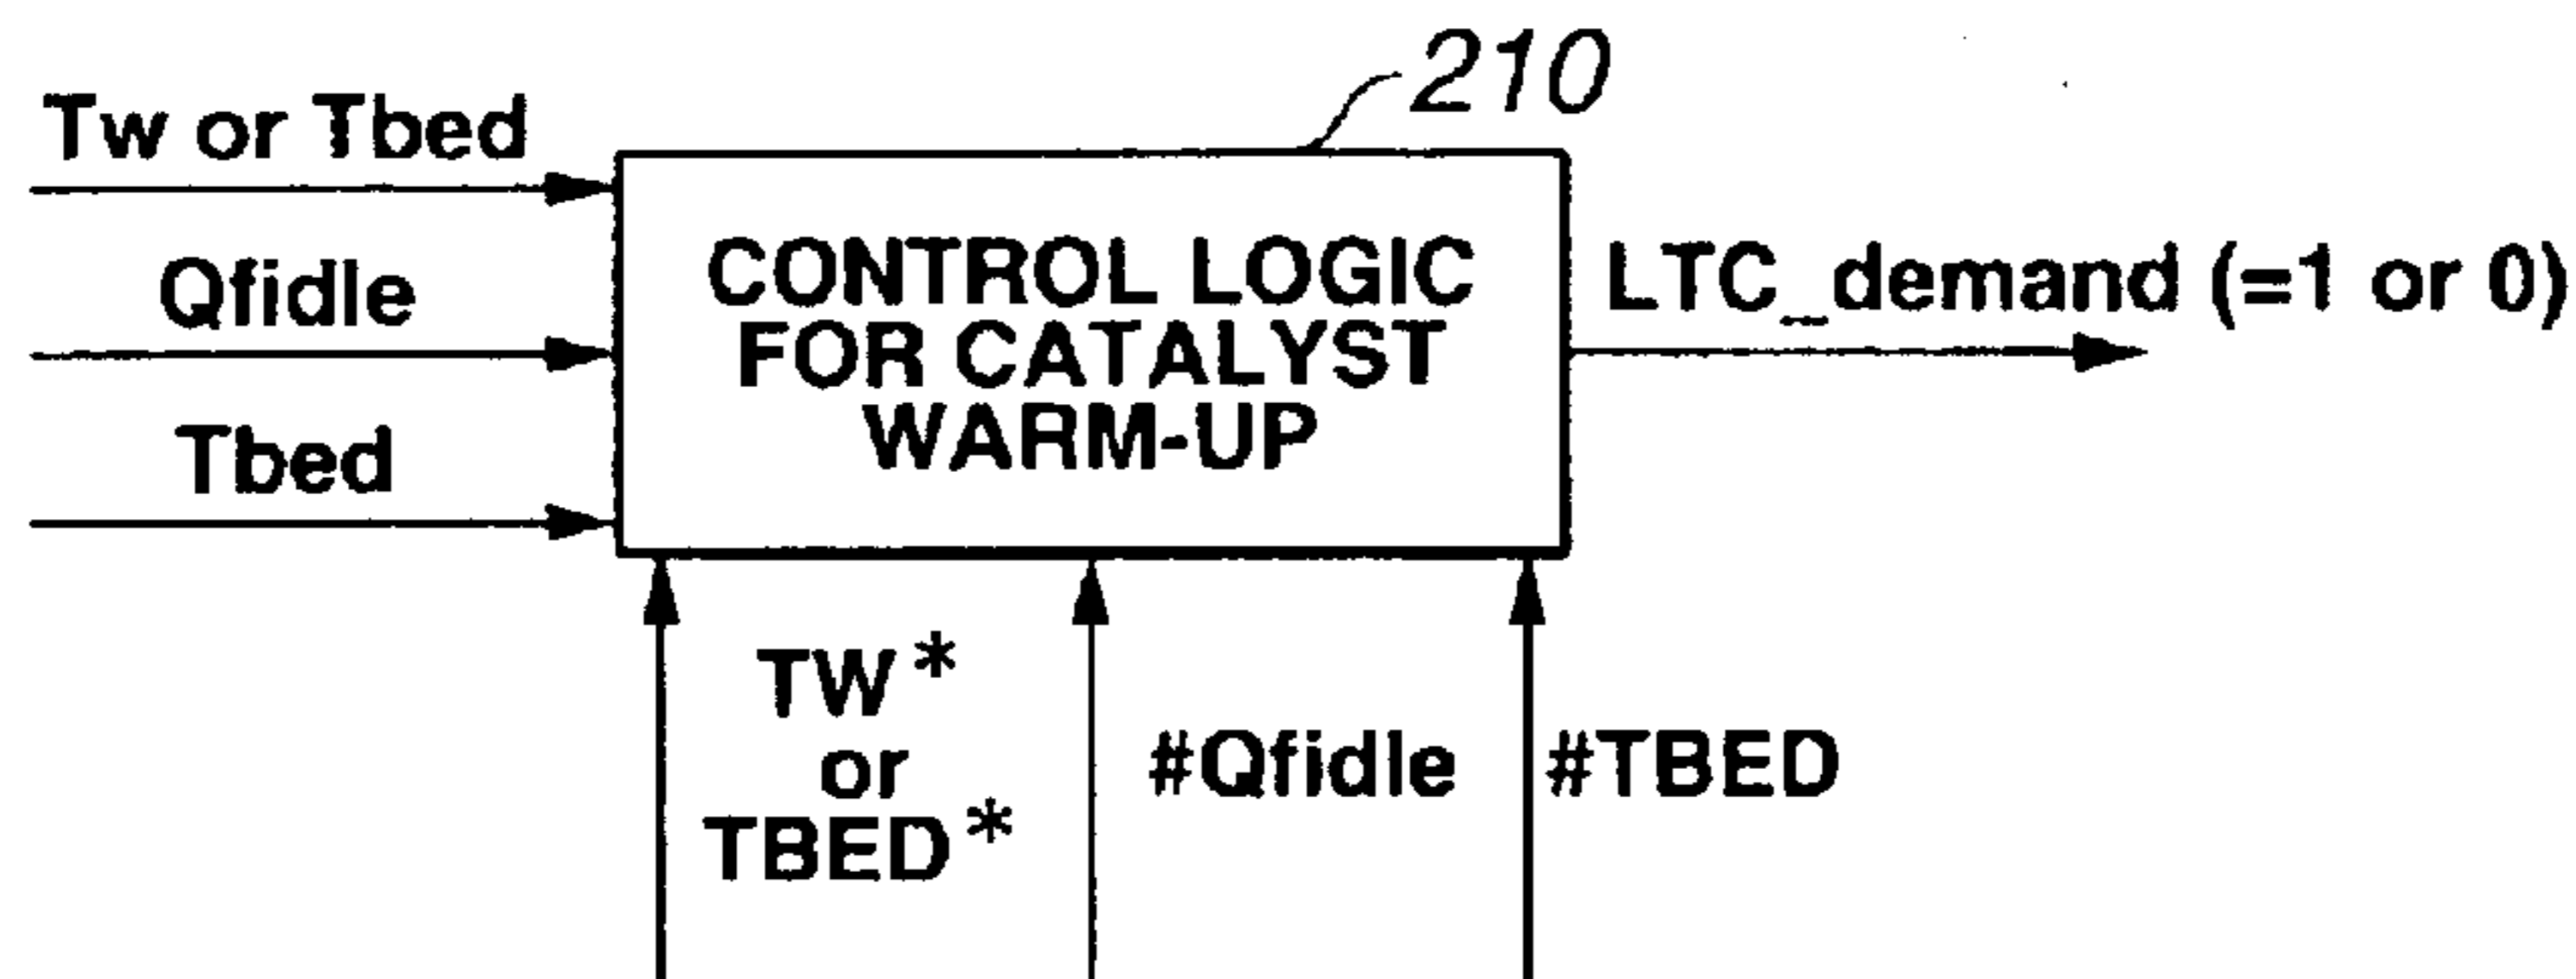 210
Tw or Tbed
Qfidle
Tbed
CONTROL LOGIC
FOR CATALYST
WARM-UP
LTC_demand (=1 or 0)
TW*
or
TBED*
#Qfidle
#TBED